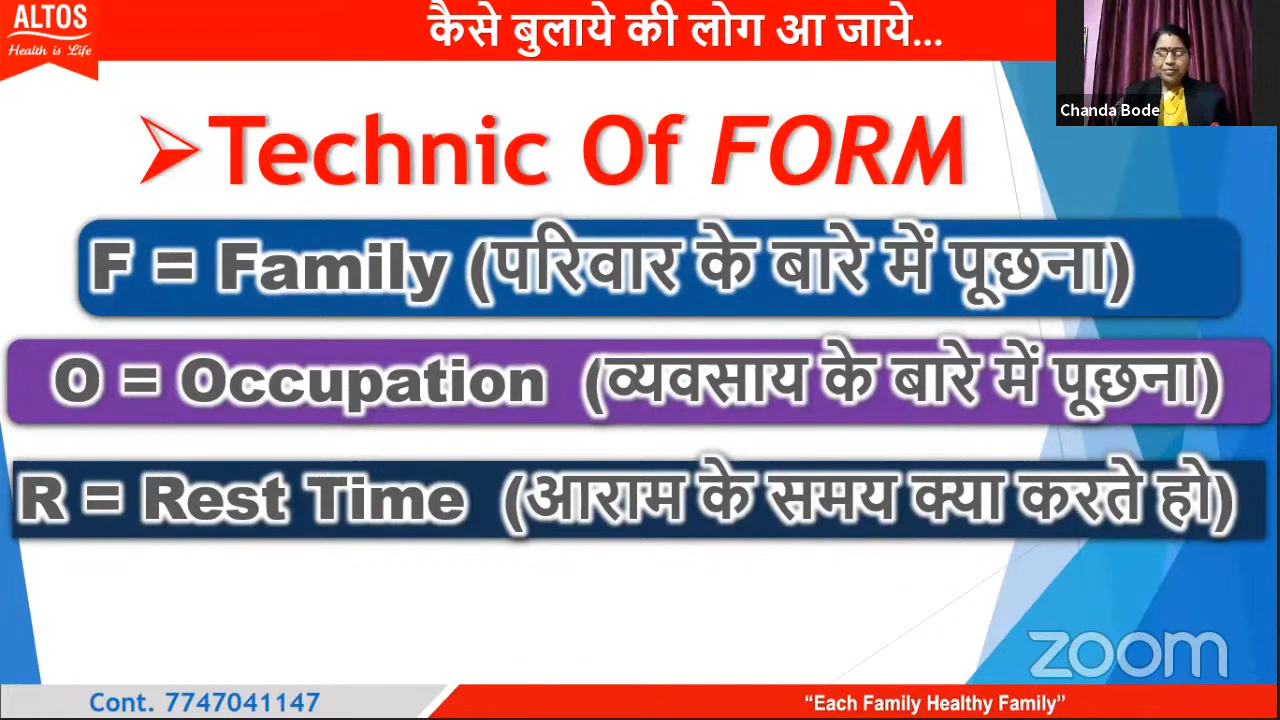 ALTOS
Health is Life
कैसे बुलाये की लोग आ जाये...
Chanda Bode
Technic Of FORM
F = Family (परिवार के बारे में पूछना)
O = Occupation (व्यवसाय के बारे में पूछना)
R = Rest Time (आराम के समय क्या करते हो)
zoom
Cont. 7747041147
“Each Family Healthy Family”